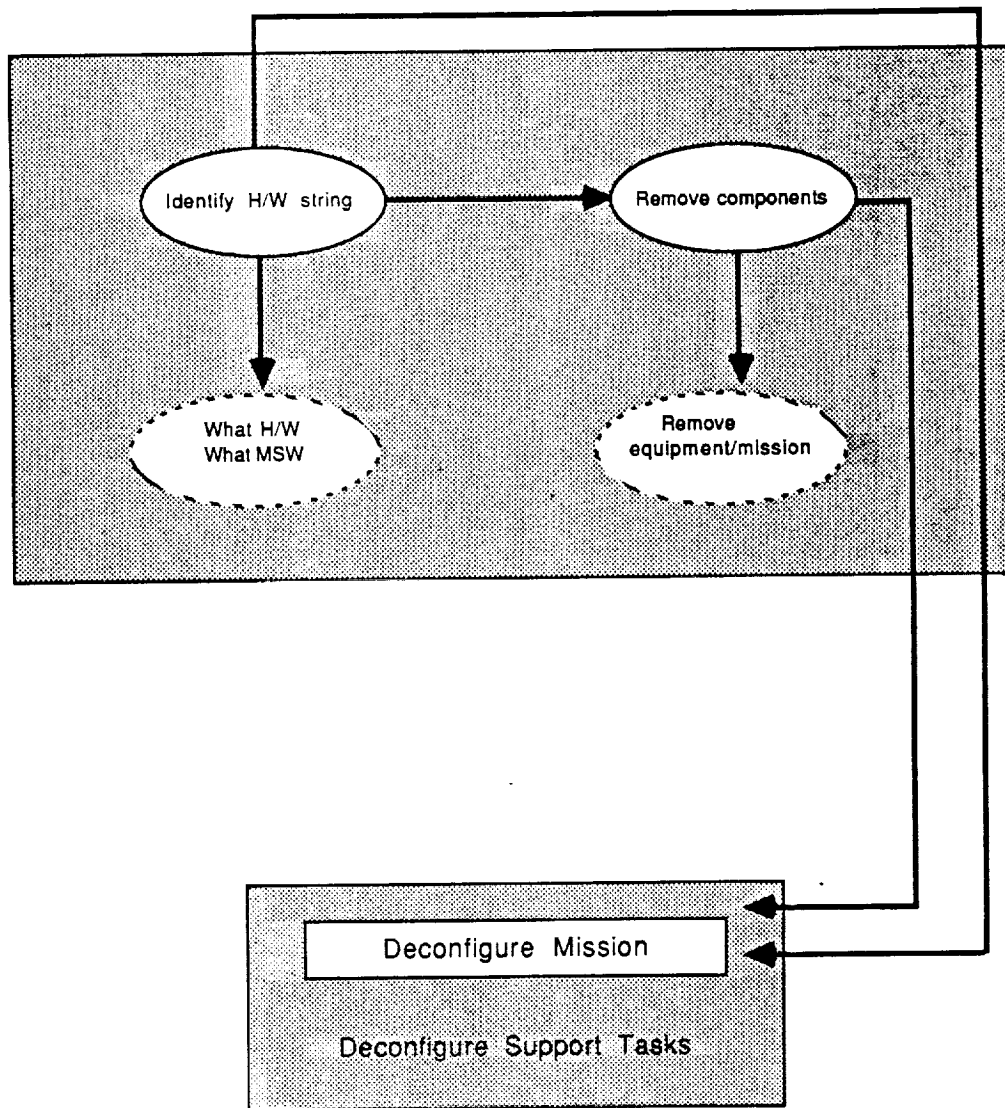 Identify H/W string
Remove components
What H/W
What MSW
Remove
equipment/mission
Deconfigure Mission
Deconfigure Support Tasks